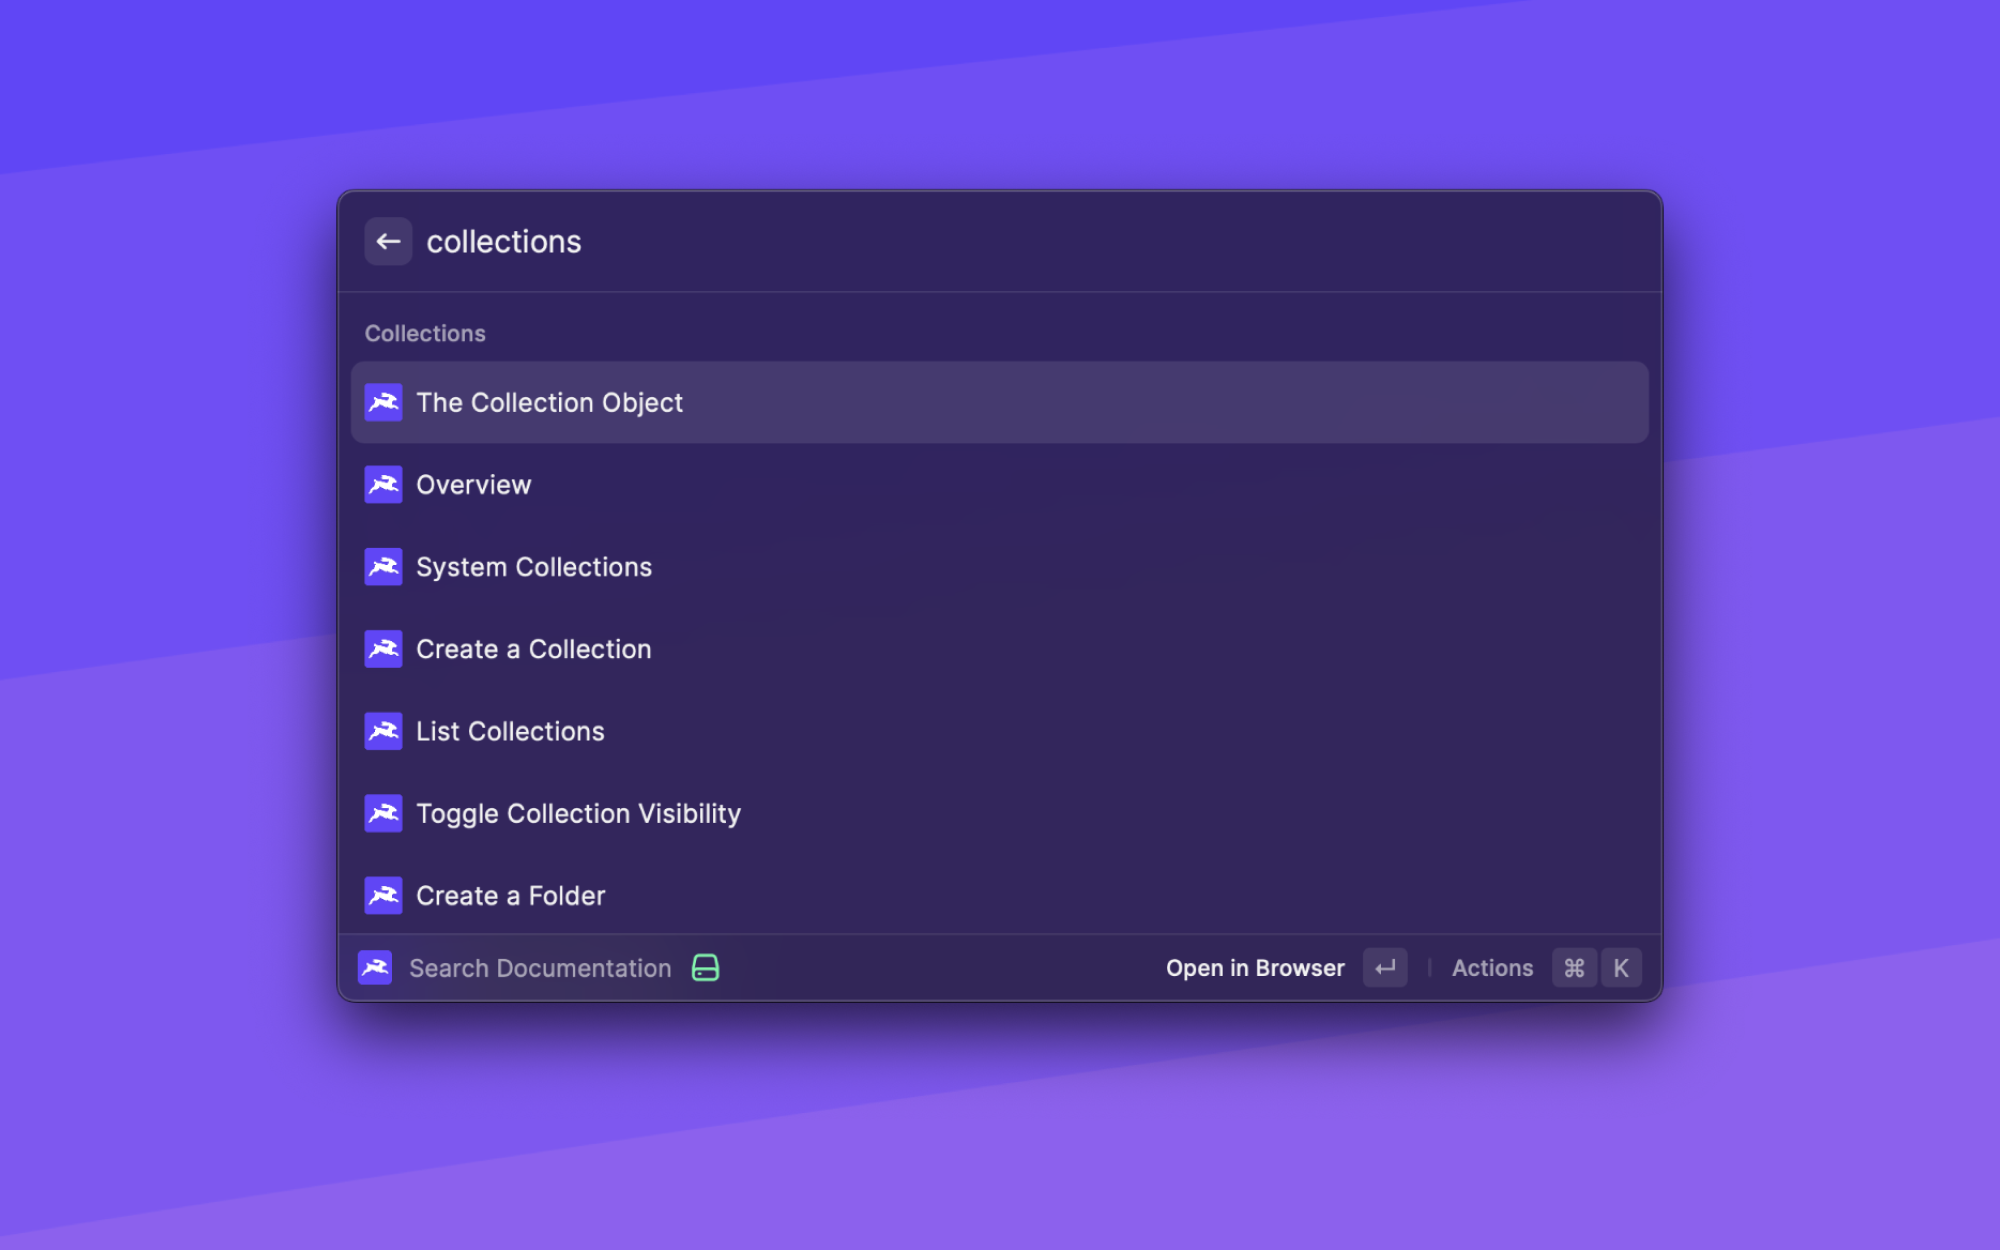 collections
Collections
The Collection Object
Overview
System Collections
Create a Collection
List Collections
Toggle Collection Visibility
Create a Folder
Search Documentation Open in Browser ↵ Actions ⌘ K